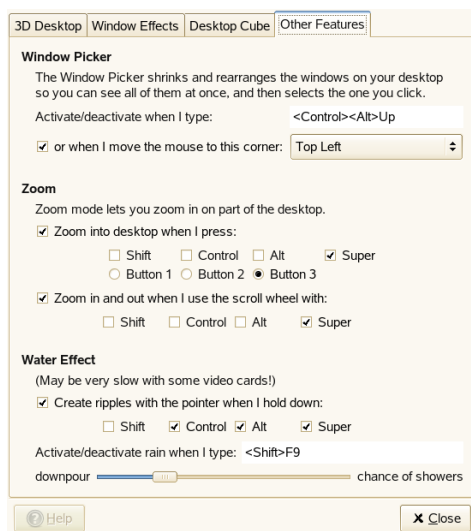 3D Desktop Window Effects Desktop Cube Other Features
Window Picker
The Window Picker shrinks and rearranges the windows on your desktop
so you can see all of them at once, and then selects the one you click.
Activate/deactivate when I type: <Control><Alt>Up
or when I move the mouse to this corner: Top Left
Zoom
Zoom mode lets you zoom in on part of the desktop.
Zoom into desktop when I press:
Shift Control Alt Super
Button 1 Button 2 Button 3
Zoom in and out when I use the scroll wheel with:
Shift Control Alt Super
Water Effect
(May be very slow with some video cards!)
Create ripples with the pointer when I hold down:
Shift Control Alt Super
Activate/deactivate rain when I type: <Shift>F9
downpour chance of showers
Help Close